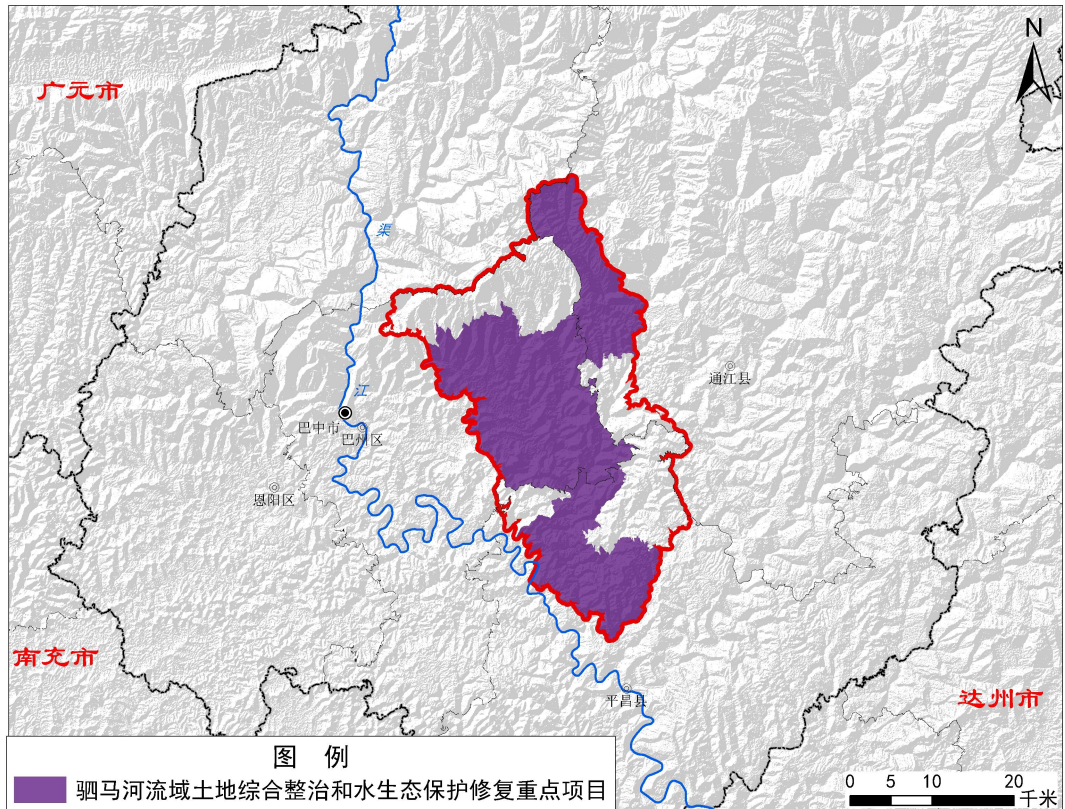 N
广元市
渠
江
通江县
巴中市
巴州区
恩阳区
南充市
平昌县
达州市
图 例
驷马河流域土地综合整治和水生态保护修复重点项目
0 5 10 20
千米